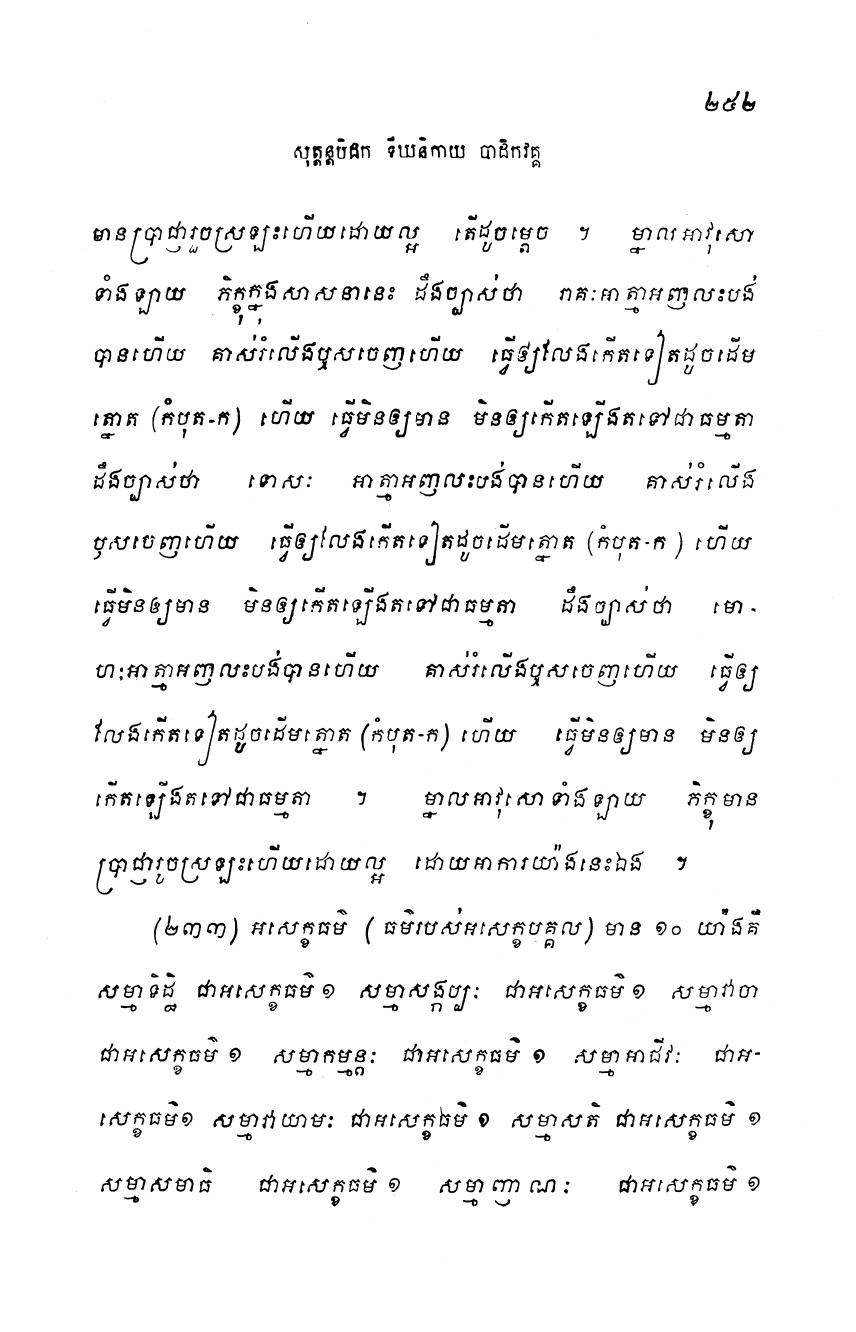 ២៥២
សុត្តន្តបិដក ទីឃនិកាយ បាដិកវគ្គ
មានប្រាជ្ញារួចស្រឡះហើយដោយល្អ តើដូចម្តេច ។ ម្នាលអាវុសោ
ទាំងឡាយ ភិក្ខុក្នុងសាសនានេះ ដឹងច្បាស់ថា រាគៈអាត្មាអញលះបង់
បានហើយ គាស់រំលើងឫសចេញហើយ ធ្វើឲ្យលែងកើតទៀតដូចដើម
ត្នោត (កំបុត-ក) ហើយ ធ្វើមិនឲ្យមាន មិនឲ្យកើតឡើងតទៅជាធម្មតា
ដឹងច្បាស់ថា ទោសៈ អាត្មាអញលះបង់បានហើយ គាស់រំលើង
ឫសចេញហើយ ធ្វើឲ្យលែងកើតទៀតដូចដើមត្នោត (កំបុត-ក) ហើយ
ធ្វើមិនឲ្យមាន មិនឲ្យកើតឡើងតទៅជាធម្មតា ដឹងច្បាស់ថា មោ-
ហៈអាត្មាអញលះបង់បានហើយ គាស់រំលើងឫសចេញហើយ ធ្វើឲ្យ
លែងកើតទៀតដូចដើមត្នោត (កំបុត-ក) ហើយ ធ្វើមិនឲ្យមាន មិនឲ្យ
កើតឡើងតទៅជាធម្មតា ។ ម្នាលអាវុសោទាំងឡាយ ភិក្ខុមាន
ប្រាជ្ញារួចស្រឡះហើយដោយល្អ ដោយអាការយ៉ាងនេះឯង ។
(២៣៣) អសេក្ខធម៌ (ធម៌របស់អសេក្ខបុគ្គល) មាន ១០ យ៉ាងគឺ
សម្មាទិដ្ឋិ ជាអសេក្ខធម៌ ១ សម្មាសង្កប្បៈ ជាអសេក្ខធម៌ ១ សម្មាវាចា
ជាអសេក្ខធម៌ ១ សម្មាកម្មន្តៈ ជាអសេក្ខធម៌ ១ សម្មាអាជីវៈ ជាអ-
សេក្ខធម៌១ សម្មាវាយាមៈ ជាអសេក្ខធម៌ ១ សម្មាសតិ ជាអសេក្ខធម៌ ១
សម្មាសមាធិ ជាអសេក្ខធម៌ ១ សម្មាញាណៈ ជាអសេក្ខធម៌ ១